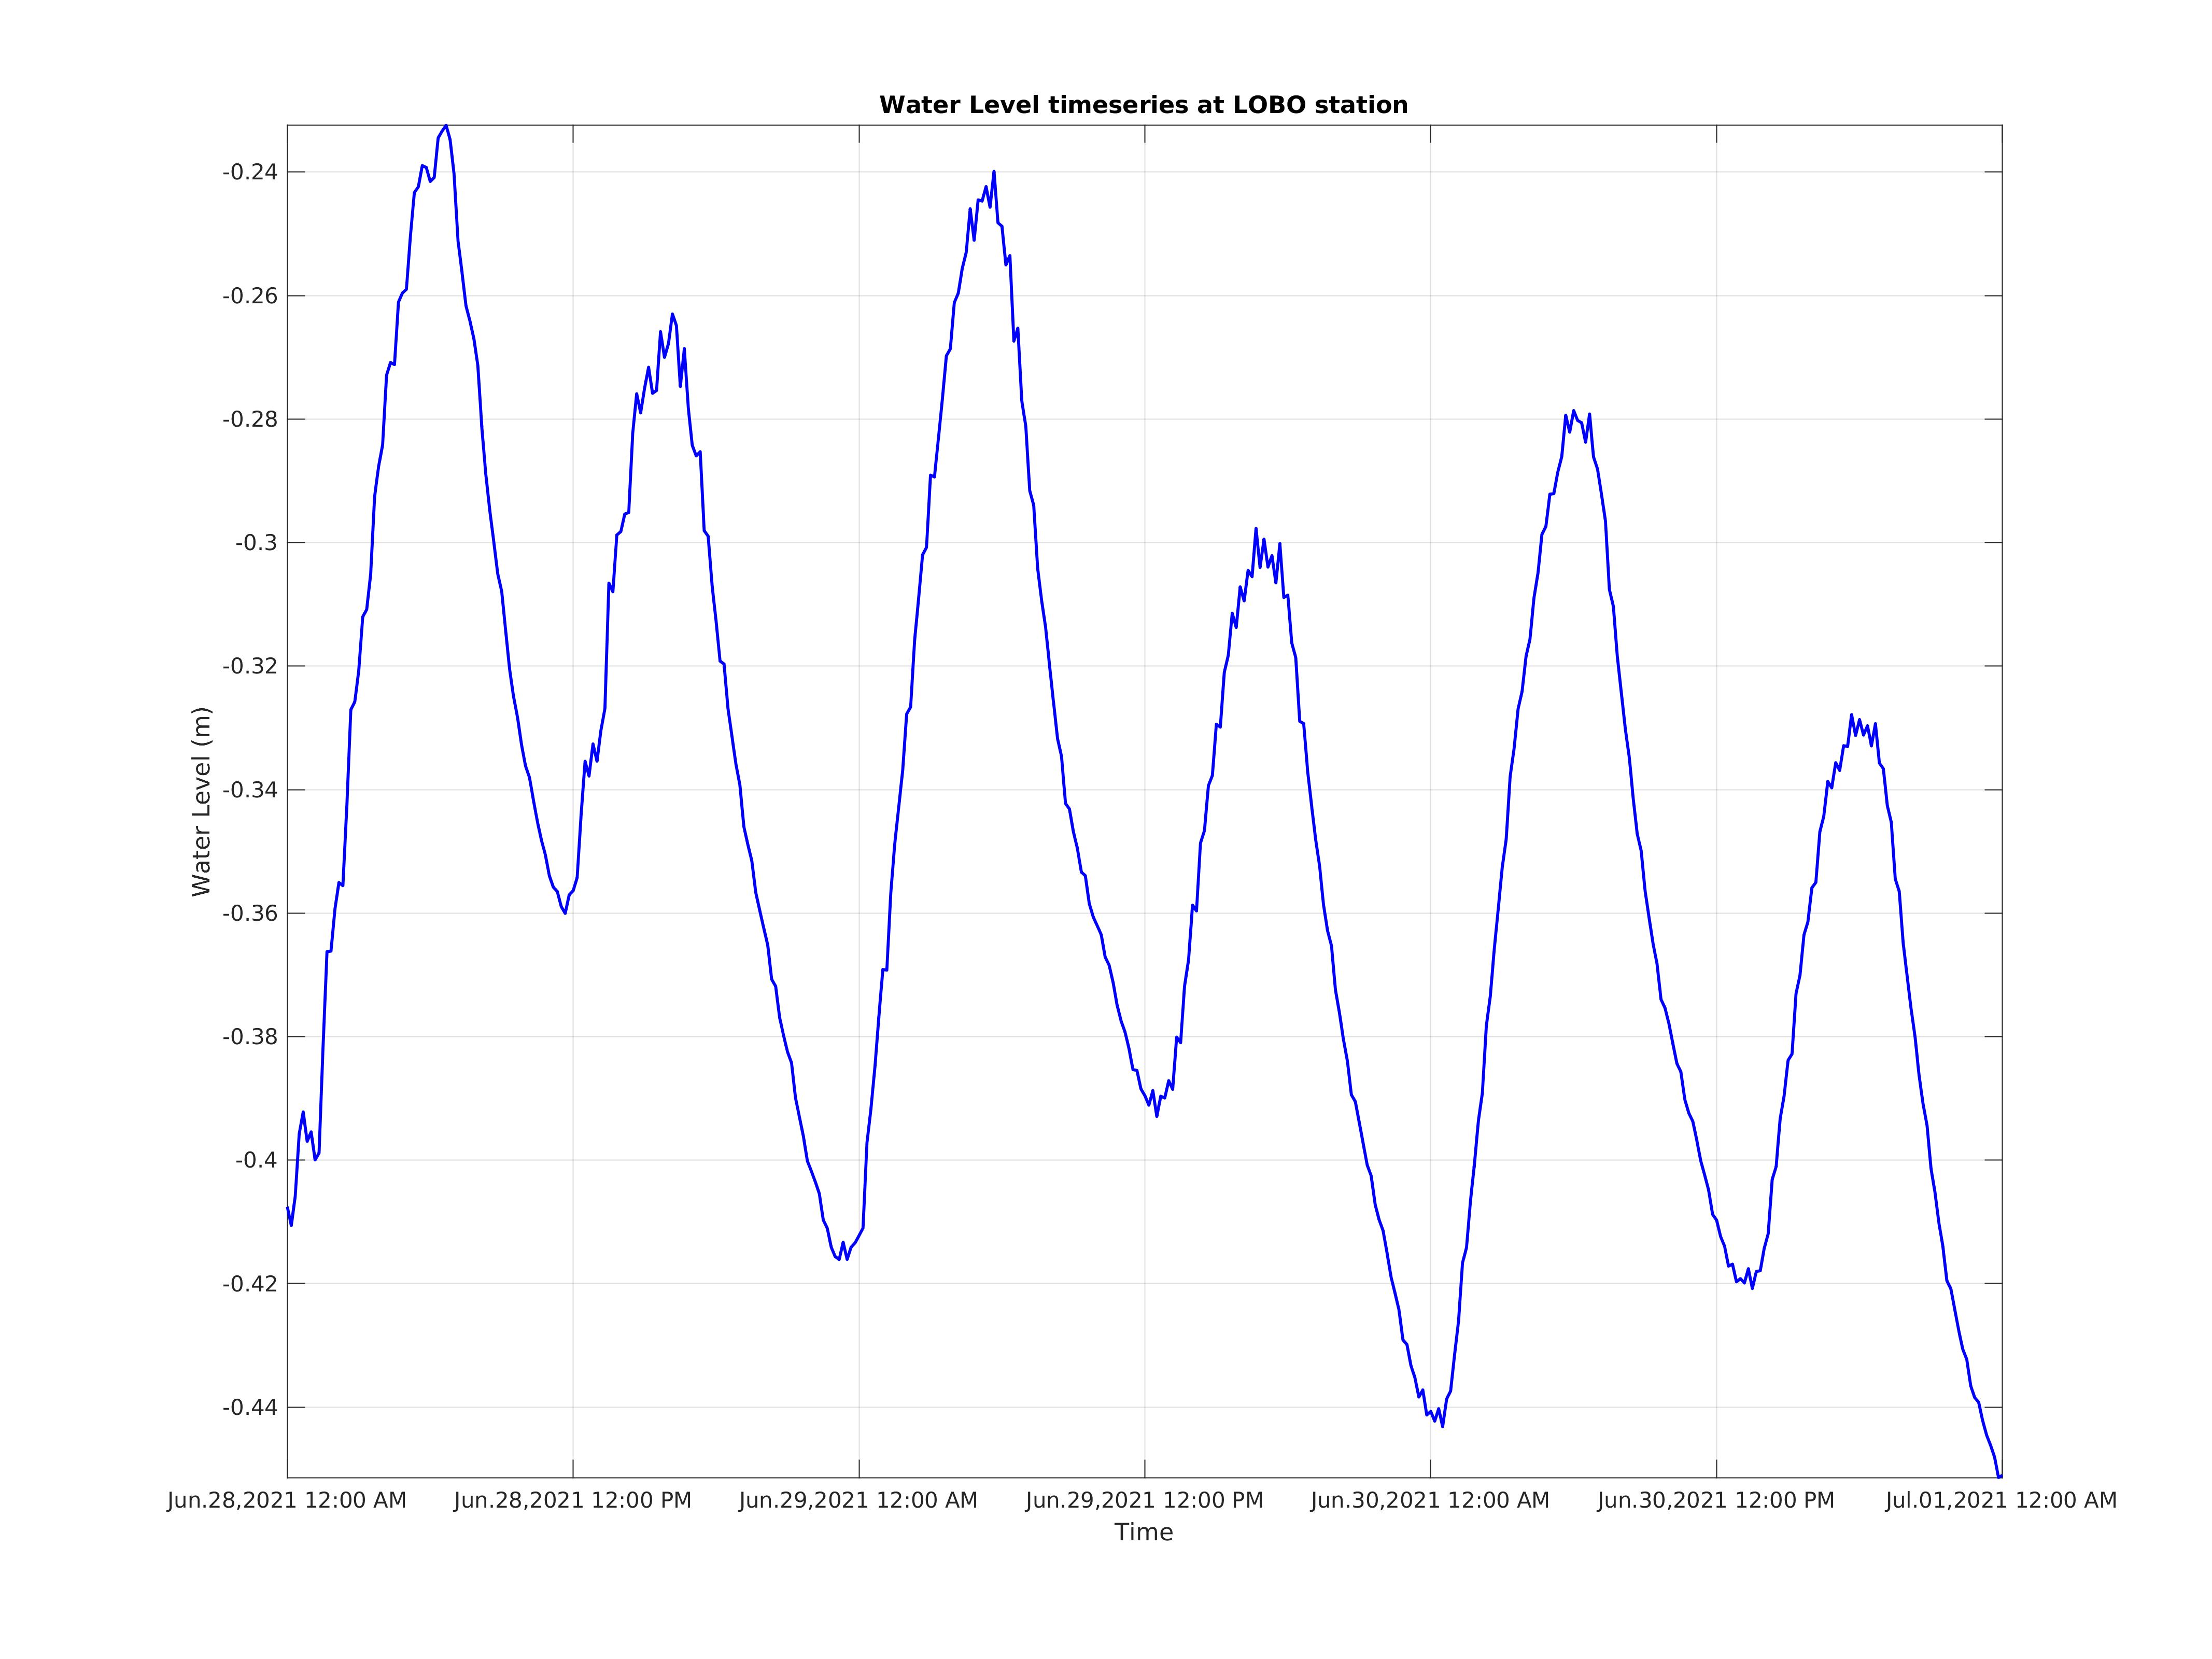 Water Level timeseries at LOBO station
-0.24
-0.26
-0.28
-0.3
-0.32
-0.34
-0.36
-0.38
-0.4
-0.42
-0.44
Water Level (m)
Jun.28,2021 12:00 AM
Jun.28,2021 12:00 PM
Jun.29,2021 12:00 AM
Jun.29,2021 12:00 PM
Jun.30,2021 12:00 AM
Jun.30,2021 12:00 PM
Jul.01,2021 12:00 AM
Time